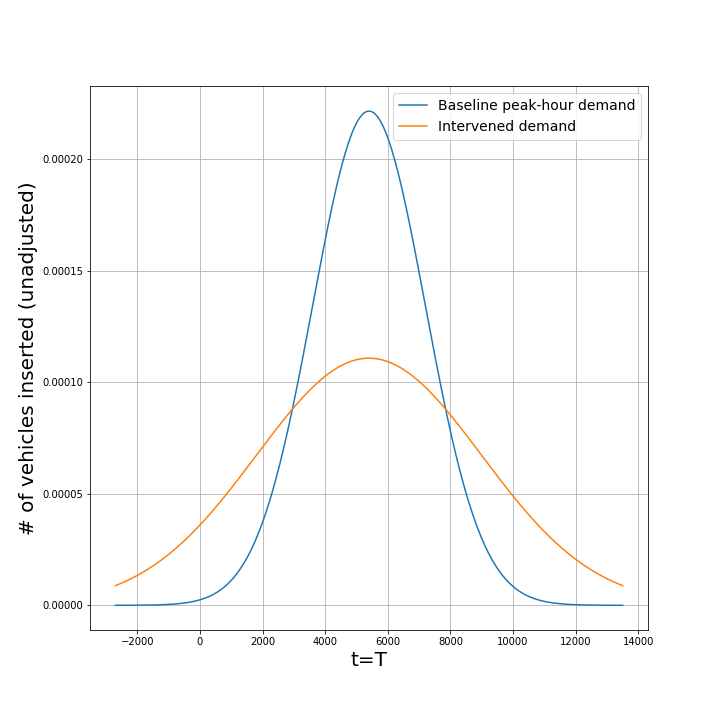 Baseline peak-hour demand
Intervened demand
# of vehicles inserted (unadjusted)
0.00020
0.00015
0.00010
0.00005
0.00000
−2000 0 2000 4000 6000 8000 10000 12000 14000
t=T